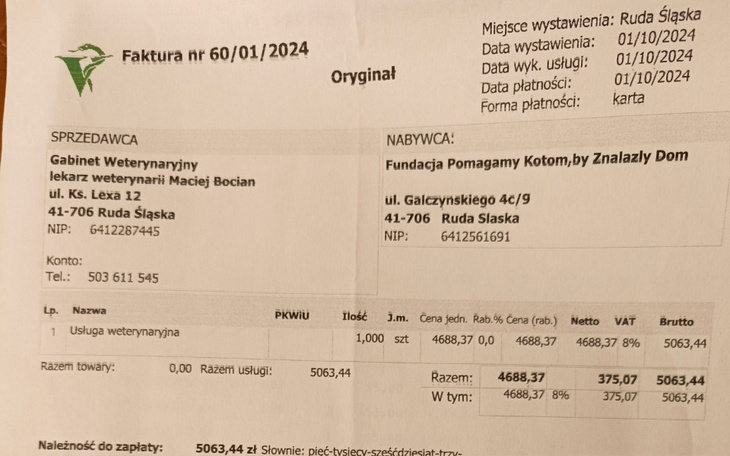 Faktura nr 60/01/2024
Oryginał
Miejsce wystawienia: Ruda Śląska
Data wystawienia: 01/10/2024
Data wyk. usługi: 01/10/2024
Data płatności: 01/10/2024
Forma płatności: karta
SPRZEDAWCA
Gabinet Weterynaryjny
lekarz weterynarii Maciej Bocian
ul. Ks. Lexa 12
41-706 Ruda Śląska
NIP: 6412287445
Konto:
Tel.: 503 611 545
NABYWCA:
Fundacja Pomagamy Kotom,by Znalazly Dom
ul. Galczynskiego 4c/9
41-706 Ruda Slaska
NIP: 6412561691
Lp. Nazwa PKWiU Ilość J.m. Cena jedn. Rab.% Cena (rab.) Netto VAT Brutto
1 Usługa weterynaryjna 1,000 szt 4688,37 0,0 4688,37 4688,37 8% 5063,44
Razem towary: 0,00 Razem usługi: 5063,44
Razem: 4688,37 375,07 5063,44
W tym: 4688,37 8% 375,07 5063,44
Należność do zapłaty: 5063,44 zł Słownie: pięć-tysięcy-sześćdziesiąt-trzy-